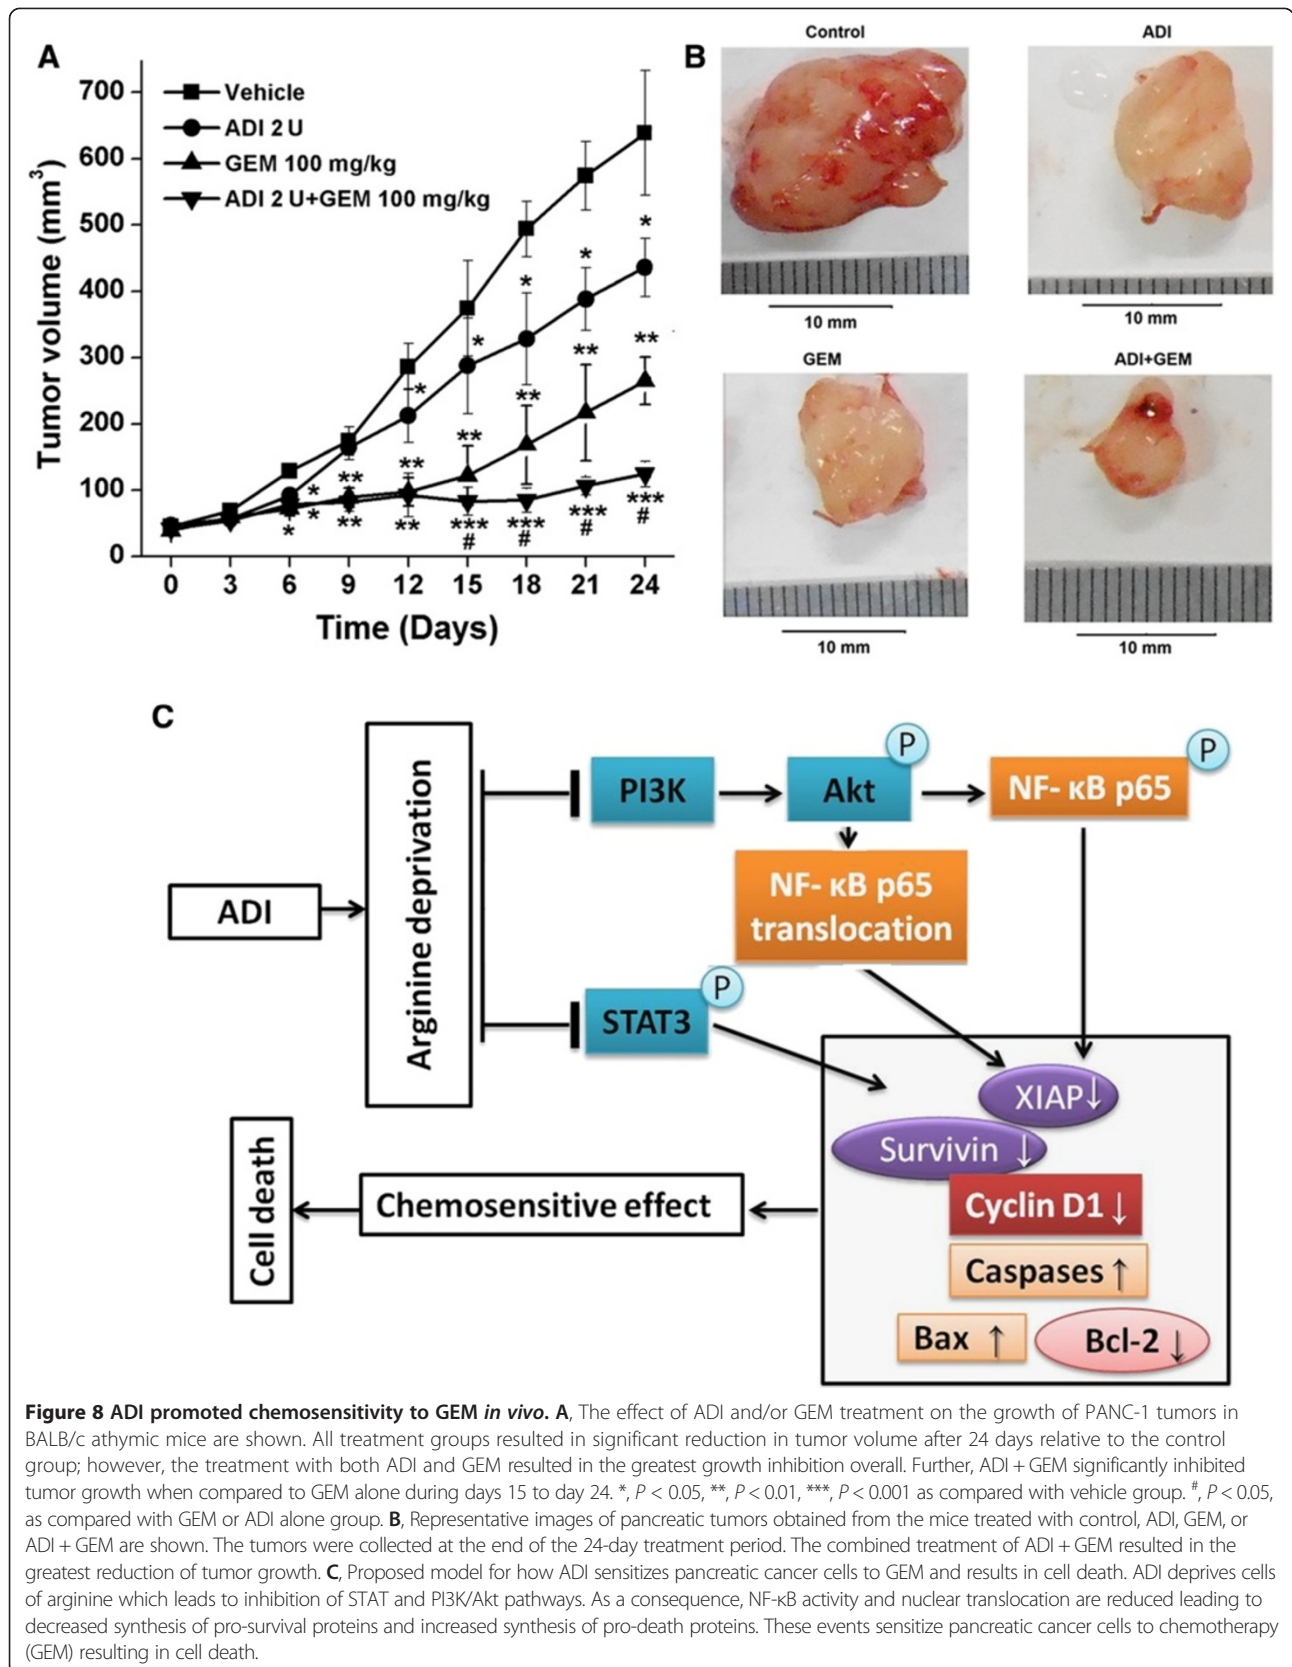 A
700
600
500
400
300
200
100
0
Tumor volume (mm³)
Vehicle
ADI 2 U
GEM 100 mg/kg
ADI 2 U+GEM 100 mg/kg
*
*
*
*
*
**
**
**
**
**
**
*
*
*
**
**
***
#
***
#
***
#
***
#
0 3 6 9 12 15 18 21 24
Time (Days)
B
Control
10 mm
ADI
10 mm
GEM
10 mm
ADI+GEM
10 mm
C
ADI
Arginine deprivation
PI3K
Akt
P
NF- κB p65
P
NF- κB p65
translocation
STAT3
P
XIAP↓
Survivin ↓
Cyclin D1 ↓
Caspases ↑
Bax ↑
Bcl-2 ↓
Chemosensitive effect
Cell death
Figure 8 ADI promoted chemosensitivity to GEM in vivo. A, The effect of ADI and/or GEM treatment on the growth of PANC-1 tumors in
BALB/c athymic mice are shown. All treatment groups resulted in significant reduction in tumor volume after 24 days relative to the control
group; however, the treatment with both ADI and GEM resulted in the greatest growth inhibition overall. Further, ADI + GEM significantly inhibited
tumor growth when compared to GEM alone during days 15 to day 24. *, P < 0.05, **, P < 0.01, ***, P < 0.001 as compared with vehicle group. #, P < 0.05,
as compared with GEM or ADI alone group. B, Representative images of pancreatic tumors obtained from the mice treated with control, ADI, GEM, or
ADI + GEM are shown. The tumors were collected at the end of the 24-day treatment period. The combined treatment of ADI + GEM resulted in the
greatest reduction of tumor growth. C, Proposed model for how ADI sensitizes pancreatic cancer cells to GEM and results in cell death. ADI deprives cells
of arginine which leads to inhibition of STAT and PI3K/Akt pathways. As a consequence, NF-κB activity and nuclear translocation are reduced leading to
decreased synthesis of pro-survival proteins and increased synthesis of pro-death proteins. These events sensitize pancreatic cancer cells to chemotherapy
(GEM) resulting in cell death.